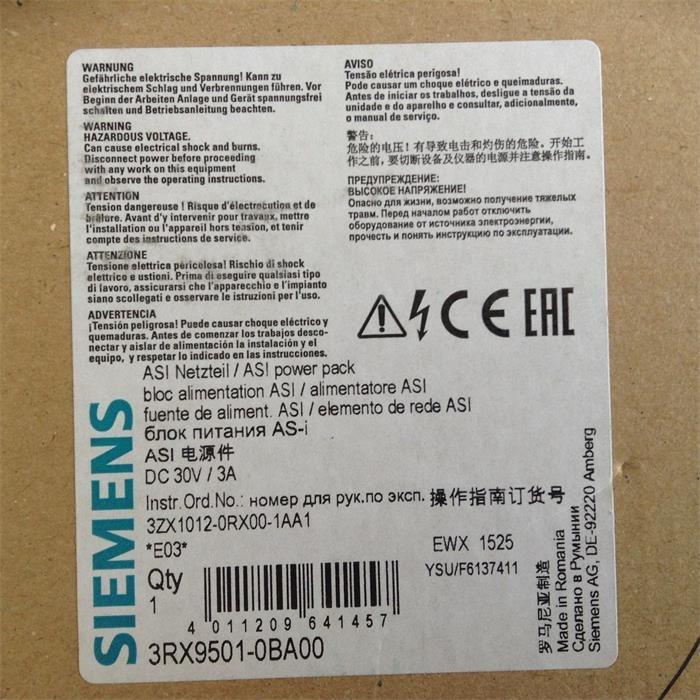 WARNUNG
Gefährliche elektrische Spannung! Kann zu
elektrischem Schlag und Verbrennungen führen. Vor
Beginn der Arbeiten Anlage und Gerät spannungsfrei
schalten und Betriebsanleitung beachten.
WARNING
HAZARDOUS VOLTAGE.
Can cause electrical shock and burns.
Disconnect power before proceeding
with any work on this equipment
and observe the operating instructions.
ATTENTION
Tension dangereuse ! Risque d'électrocution et de
brûlure. Avant d'y intervenir pour travaux, mettre
l'installation ou l'appareil hors tension, et tenir
compte des instructions de service.
ATTENZIONE
Tensione elettrica pericolosa! Rischio di shock
elettrico e ustioni. Prima di eseguire qualsiasi tipo
di lavoro, assicurarsi che l'apparecchio e l'impianto
siano scollegati e osservare le istruzioni per l'uso.
ADVERTENCIA
¡Tensión peligrosa! Puede causar choque eléctrico y
quemaduras. Antes de comenzar los trabajos desco-
nectar y aislar de alimentación la instalación y el
equipo, y respetar lo indicado en las instrucciones.
AVISO
Tensão elétrica perigosa!
Pode causar um choque elétrico e queimaduras.
Antes de iniciar os trabalhos, desligue a tensão da
unidade e do aparelho e consultar, adicionalmente,
o manual de serviço.
警告:
危险的电压! 有导致电击和灼伤的危险。开始工
作之前, 要切断设备及仪器的电源并注意操作指南。
ПРЕДУПРЕЖДЕНИЕ:
ВЫСОКОЕ НАПРЯЖЕНИЕ!
Опасно для жизни, возможно получение тяжелых
травм. Перед началом работ отключить
оборудование от источника электроэнергии,
прочесть и понять инструкцию по эксплуатации.
CE EAC
SIEMENS
ASI Netzteil / ASI power pack
bloc alimentation ASI / alimentatore ASI
fuente de aliment. ASI / elemento de rede ASI
блок питания AS-i
ASI 电源件
DC 30V / 3A
Instr.Ord.No.: номер для рук.по эксп. 操作指南订货号
3ZX1012-0RX00-1AA1
*E03*
EWX 1525
YSU/F6137411
Qty
1
4 011209 641457
3RX9501-0BA00
罗马尼亚制造
Made in Romania
Сделано в Румынии
Siemens AG, DE-92220 Amberg